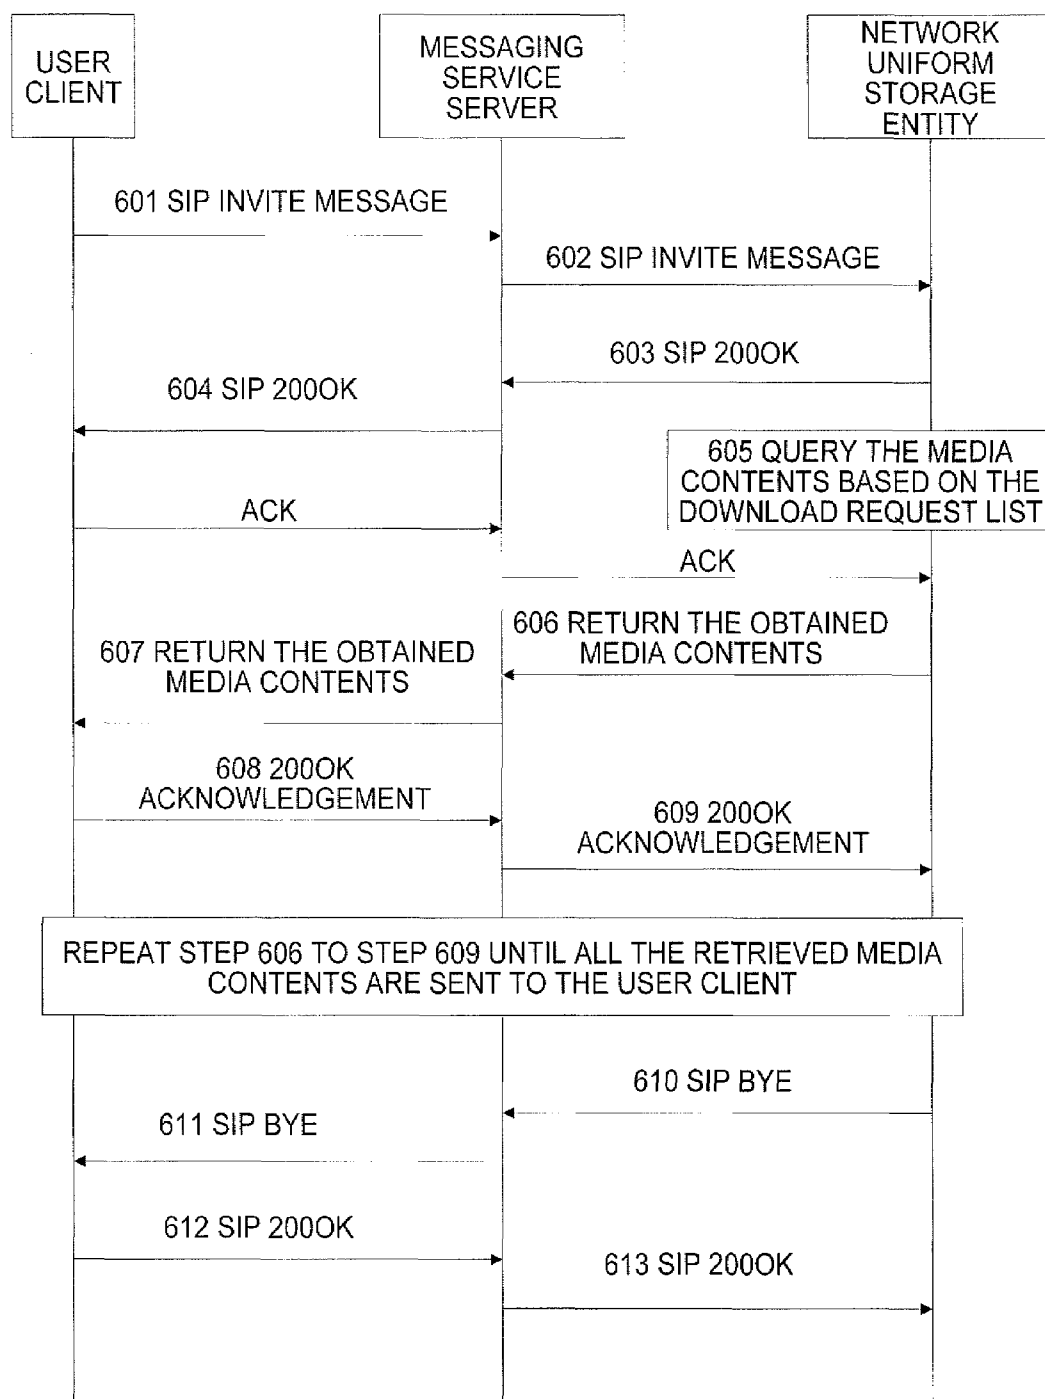 USER
CLIENT
MESSAGING
SERVICE
SERVER
NETWORK
UNIFORM
STORAGE
ENTITY
601 SIP INVITE MESSAGE
602 SIP INVITE MESSAGE
603 SIP 200OK
604 SIP 200OK
605 QUERY THE MEDIA
CONTENTS BASED ON THE
DOWNLOAD REQUEST LIST
ACK
ACK
606 RETURN THE OBTAINED
MEDIA CONTENTS
607 RETURN THE OBTAINED
MEDIA CONTENTS
608 200OK
ACKNOWLEDGEMENT
609 200OK
ACKNOWLEDGEMENT
REPEAT STEP 606 TO STEP 609 UNTIL ALL THE RETRIEVED MEDIA
CONTENTS ARE SENT TO THE USER CLIENT
610 SIP BYE
611 SIP BYE
612 SIP 200OK
613 SIP 200OK